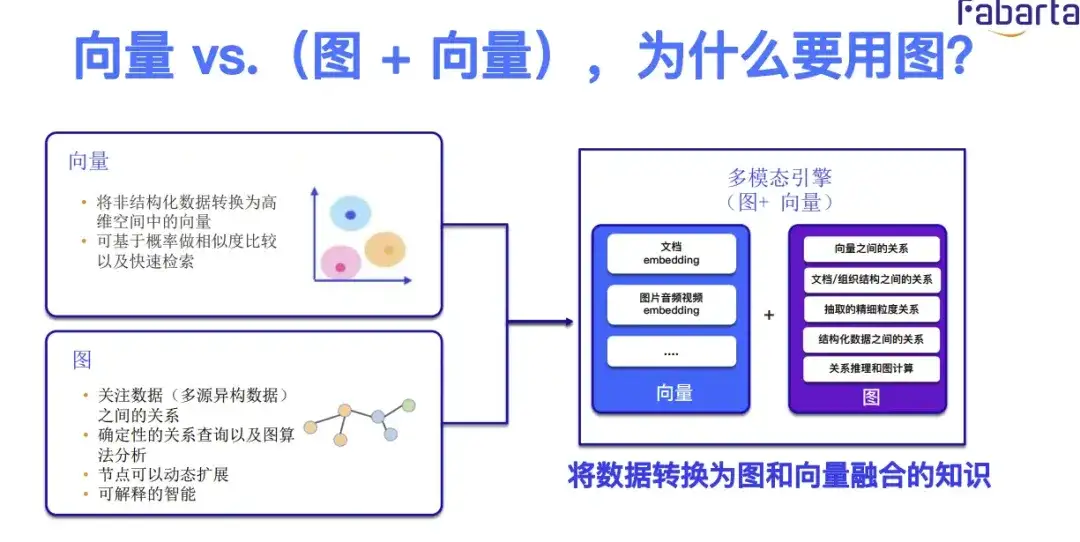 Fabarta
向量 vs.（图 + 向量），为什么要用图？
向量
• 将非结构化数据转换为高
维空间中的向量
• 可基于概率做相似度比较
以及快速检索
图
• 关注数据（多源异构数据）
之间的关系
• 确定性的关系查询以及图算
法分析
• 节点可以动态扩展
• 可解释的智能
多模态引擎
（图+ 向量）
文档
embedding
图片音频视频
embedding
....
向量
+
向量之间的关系
文档/组织结构之间的关系
抽取的精细粒度关系
结构化数据之间的关系
关系推理和图计算
图
将数据转换为图和向量融合的知识